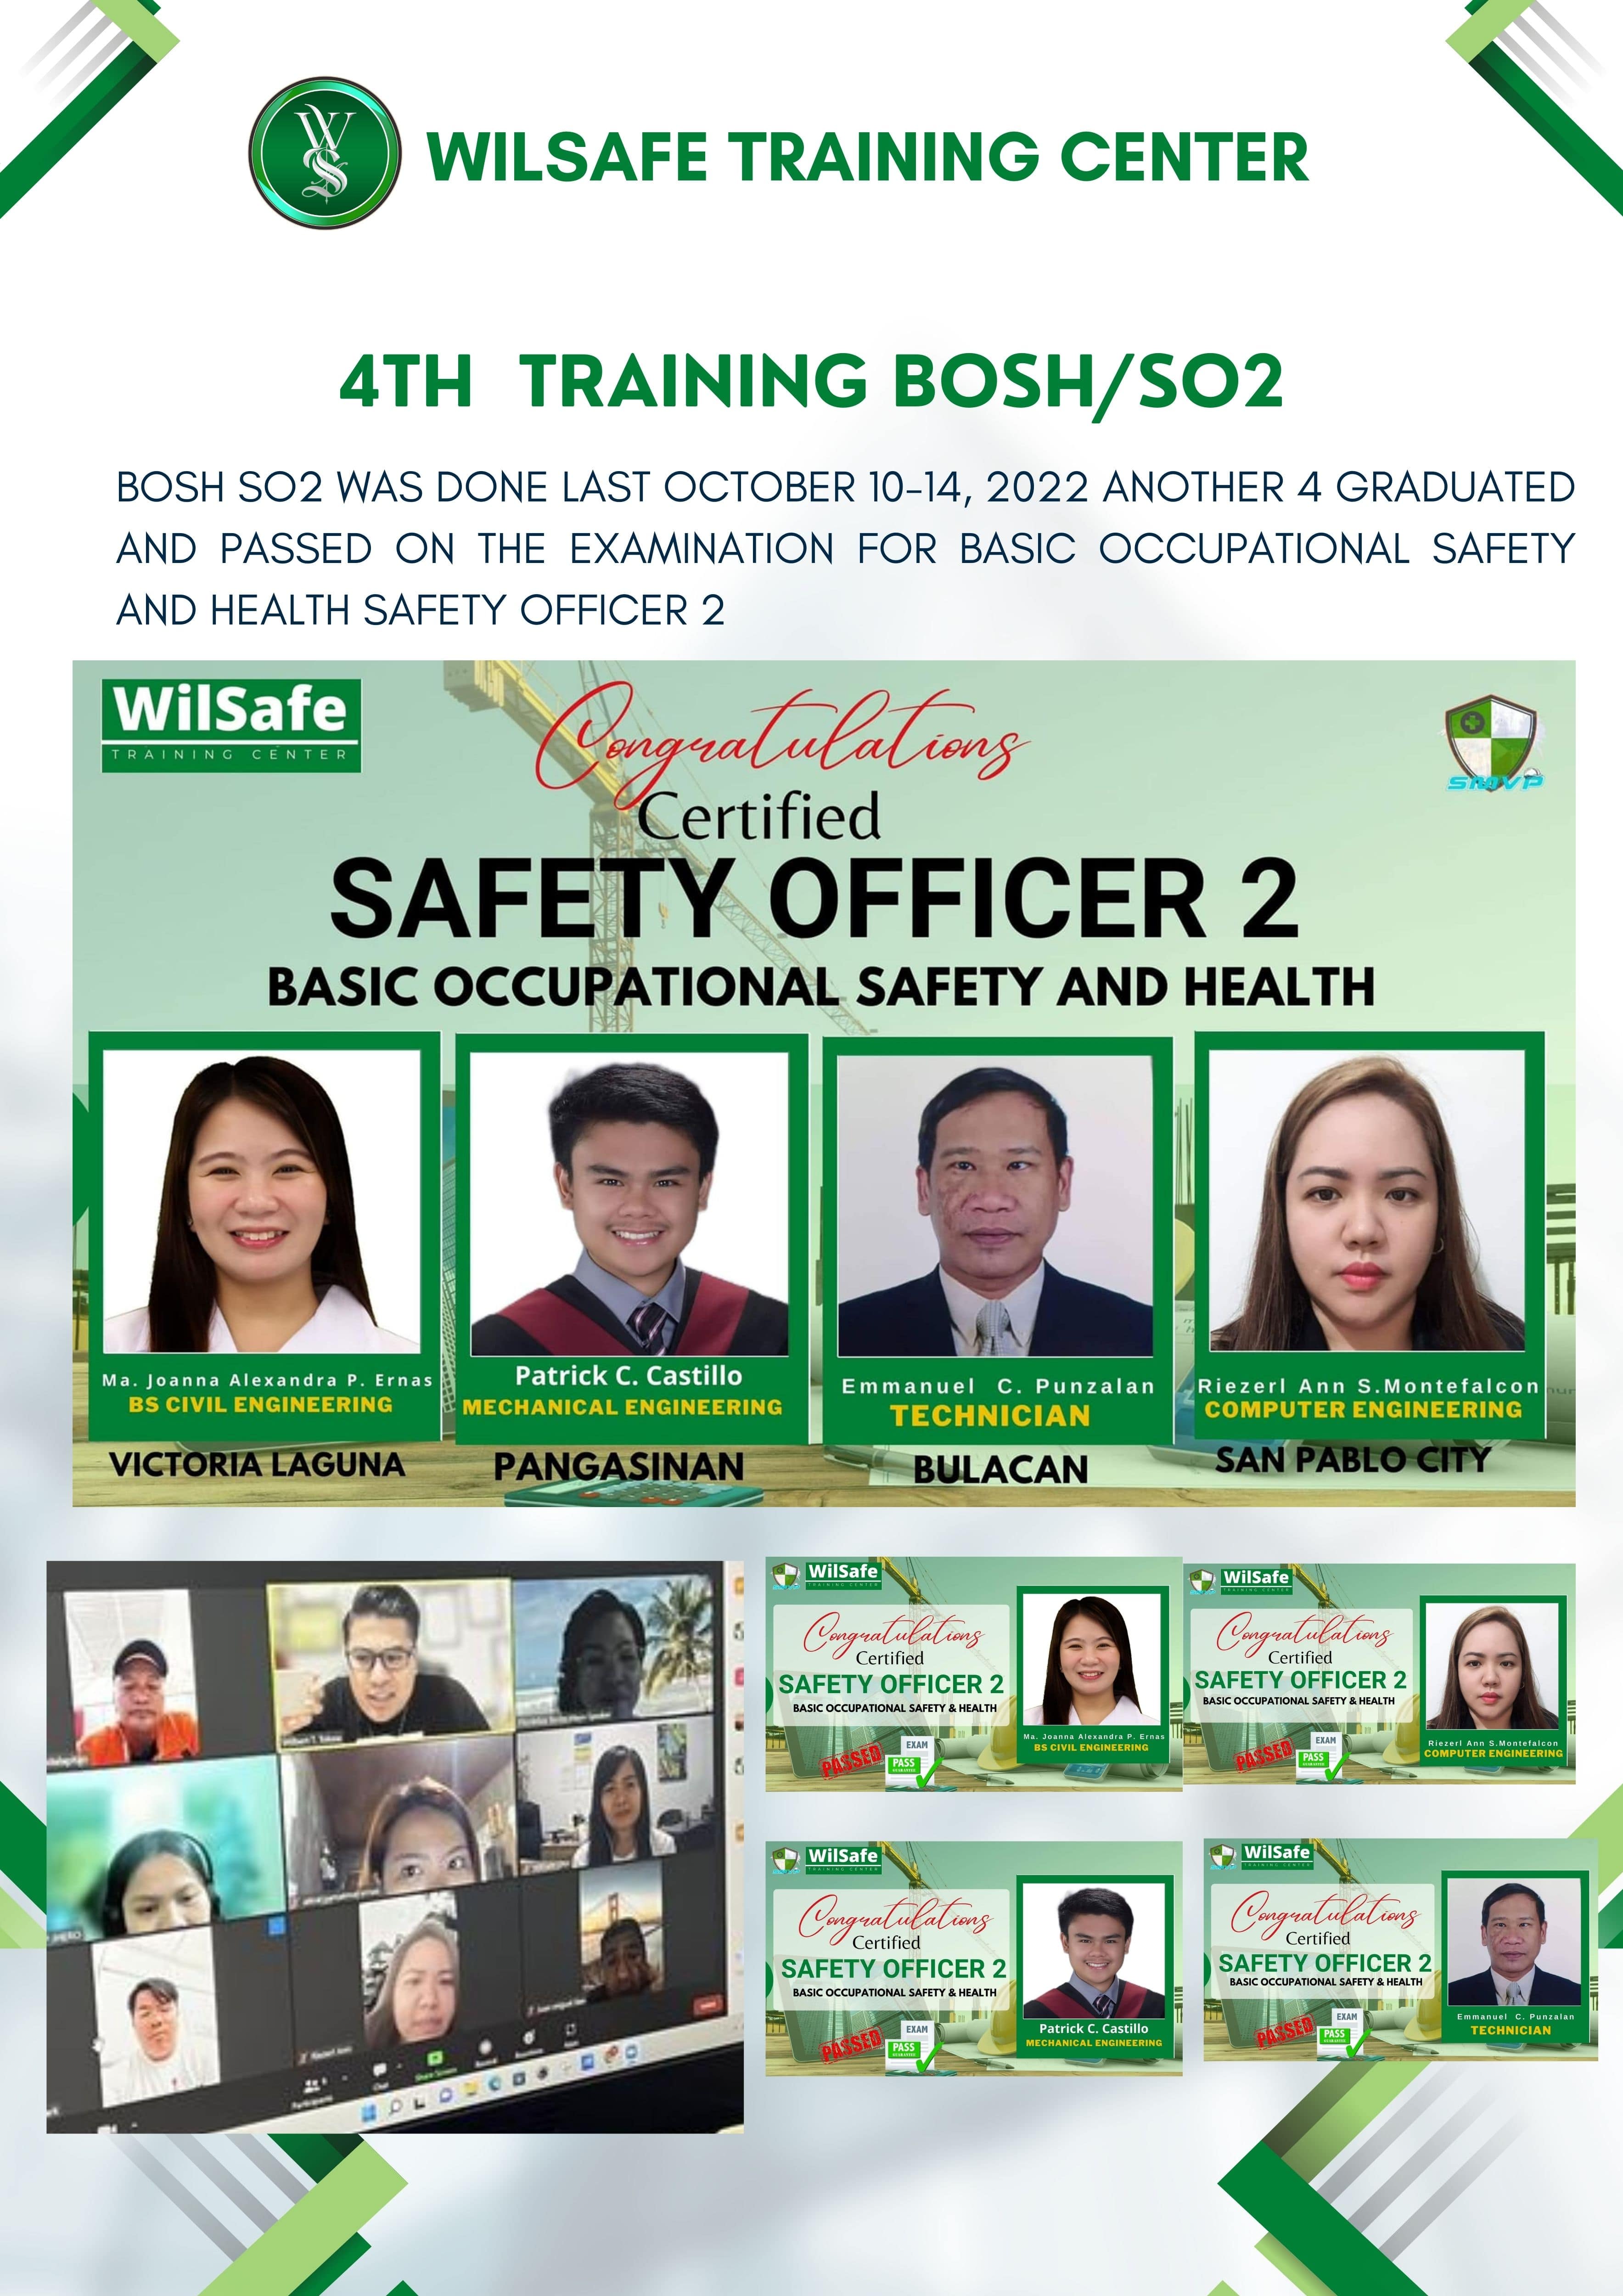 WS
WILSAFE TRAINING CENTER
4TH TRAINING BOSH/SO2
BOSH SO2 WAS DONE LAST OCTOBER 10-14, 2022 ANOTHER 4 GRADUATED
AND PASSED ON THE EXAMINATION FOR BASIC OCCUPATIONAL SAFETY
AND HEALTH SAFETY OFFICER 2
WilSafe
TRAINING CENTER
Congratulations
SMVP
Certified
SAFETY OFFICER 2
BASIC OCCUPATIONAL SAFETY AND HEALTH
Ma. Joanna Alexandra P. Ernas
BS CIVIL ENGINEERING
VICTORIA LAGUNA
Patrick C. Castillo
MECHANICAL ENGINEERING
PANGASINAN
Emmanuel C. Punzalan
TECHNICIAN
BULACAN
Riezerl Ann S.Montefalcon
COMPUTER ENGINEERING
SAN PABLO CITY
WilSafe
TRAINING CENTER
Congratulations
Certified
SAFETY OFFICER 2
BASIC OCCUPATIONAL SAFETY & HEALTH
PASSED
EXAM
PASS
Ma. Joanna Alexandra P. Ernas
BS CIVIL ENGINEERING
WilSafe
TRAINING CENTER
Congratulations
Certified
SAFETY OFFICER 2
BASIC OCCUPATIONAL SAFETY & HEALTH
PASSED
EXAM
PASS
Riezerl Ann S.Montefalcon
COMPUTER ENGINEERING
WilSafe
TRAINING CENTER
Congratulations
Certified
SAFETY OFFICER 2
BASIC OCCUPATIONAL SAFETY & HEALTH
PASSED
EXAM
PASS
Patrick C. Castillo
MECHANICAL ENGINEERING
WilSafe
TRAINING CENTER
Congratulations
Certified
SAFETY OFFICER 2
BASIC OCCUPATIONAL SAFETY & HEALTH
PASSED
EXAM
PASS
Emmanuel C. Punzalan
TECHNICIAN
Participants
Chat